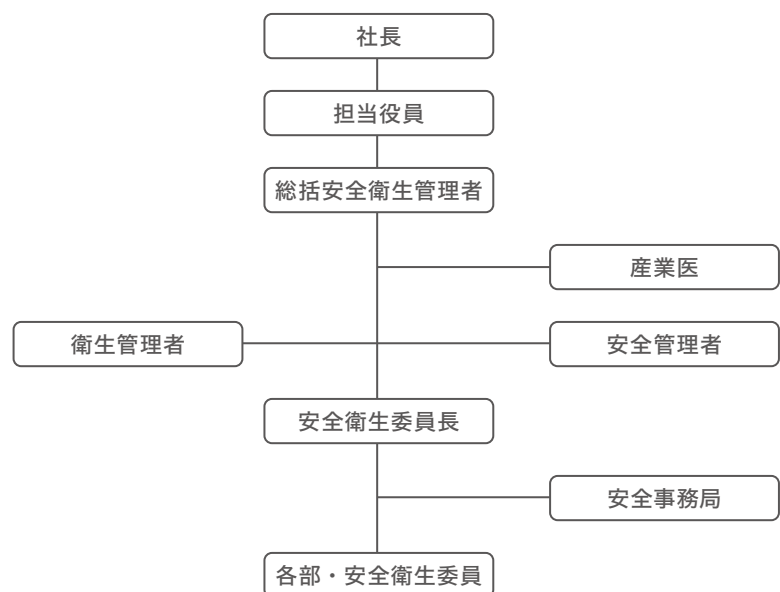 社長
担当役員
総括安全衛生管理者
産業医
衛生管理者
安全管理者
安全衛生委員長
安全事務局
各部・安全衛生委員